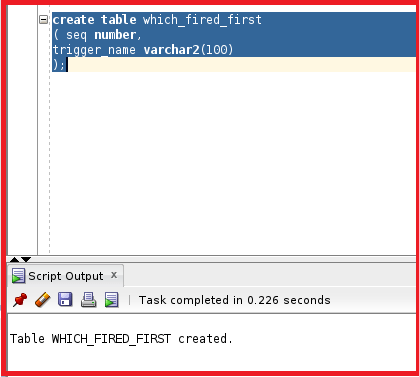 create table which_fired_first
( seq number,
trigger_name varchar2(100)
);
Script Output x
Task completed in 0.226 seconds
Table WHICH_FIRED_FIRST created.